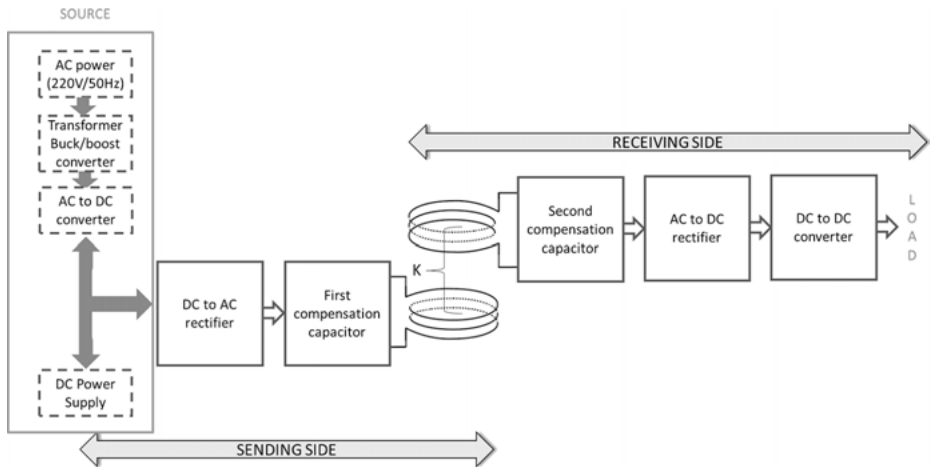 SOURCE
AC power
(220V/50Hz)
Transformer
Buck/boost
converter
AC to DC
converter
DC Power
Supply
DC to AC
rectifier
First
compensation
capacitor
K
RECEIVING SIDE
Second
compensation
capacitor
AC to DC
rectifier
DC to DC
converter
L
O
A
D
SENDING SIDE